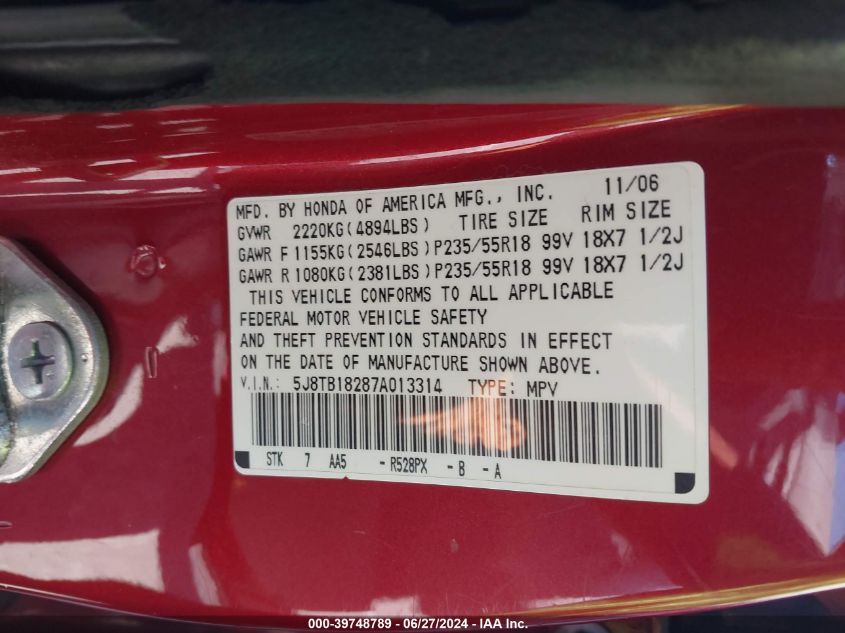 MFD. BY HONDA OF AMERICA MFG., INC. 11/06
GVWR 2220KG(4894LBS) TIRE SIZE RIM SIZE
GAWR F 1155KG(2546LBS)P235/55R18 99V 18X7 1/2J
GAWR R 1080KG(2381LBS)P235/55R18 99V 18X7 1/2J
THIS VEHICLE CONFORMS TO ALL APPLICABLE
FEDERAL MOTOR VEHICLE SAFETY
AND THEFT PREVENTION STANDARDS IN EFFECT
ON THE DATE OF MANUFACTURE SHOWN ABOVE.
V.I.N.: 5J8TB18287A013314 TYPE: MPV
STK 7 AA5 - R528PX - B - A
000-39748789 - 06/27/2024 - IAA Inc.